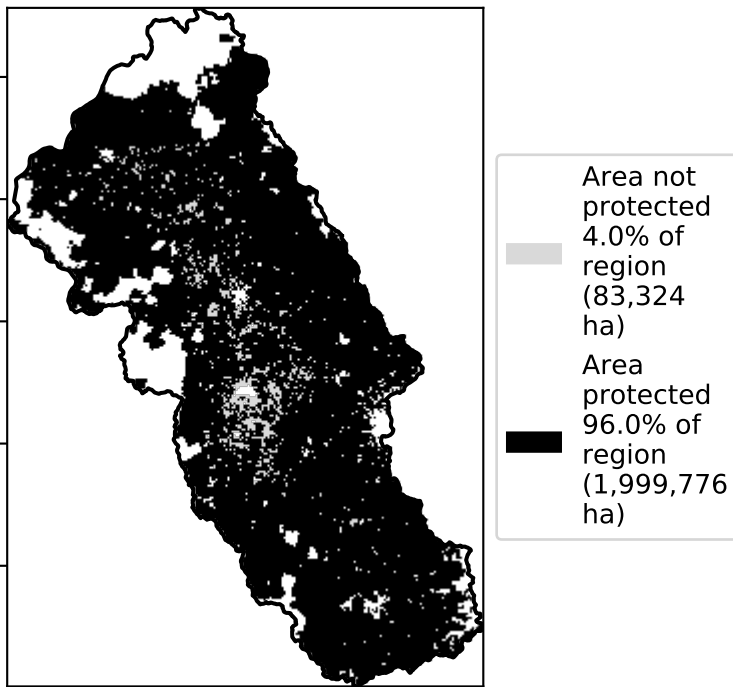 Area not
protected
4.0% of
region
(83,324
ha)
Area
protected
96.0% of
region
(1,999,776
ha)